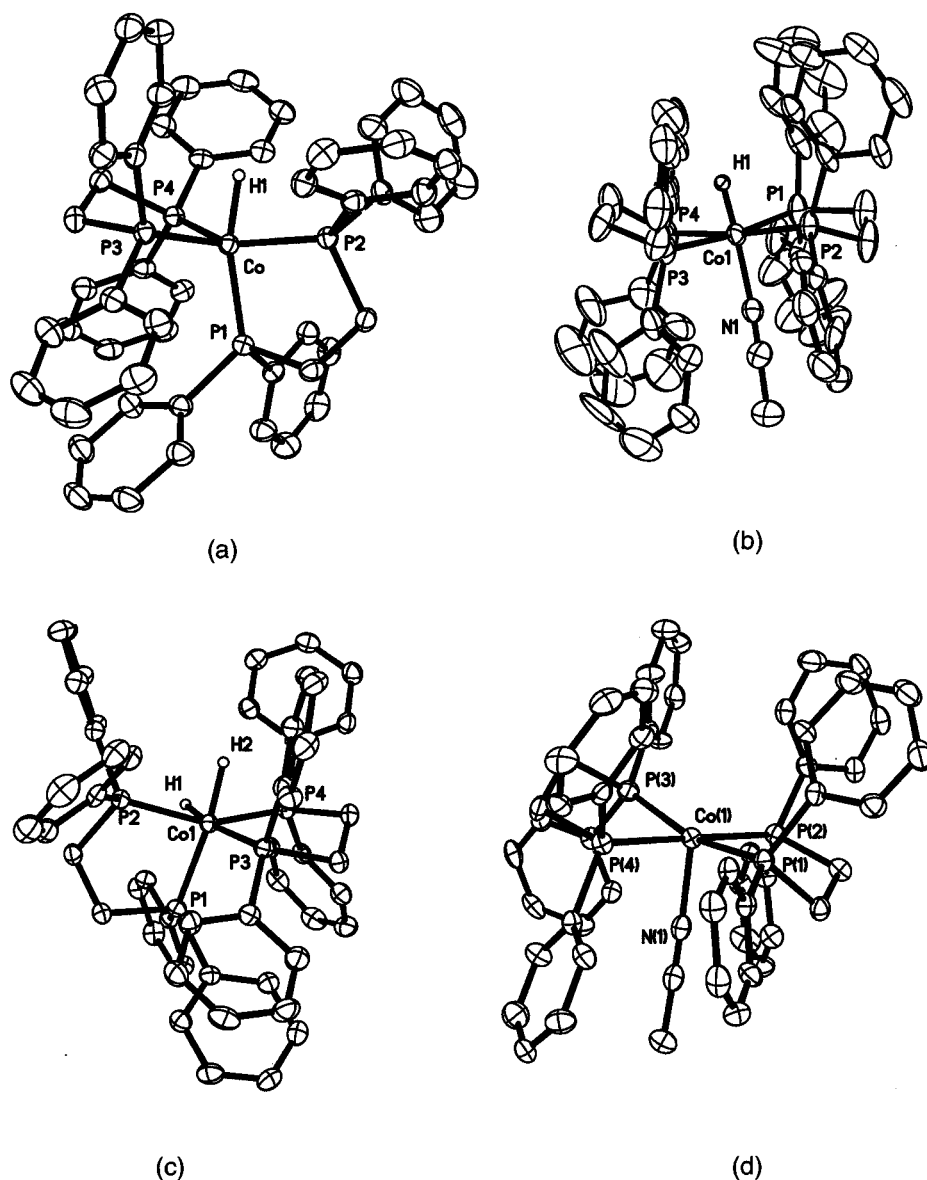 P4
H1
P3
Co
P2
P1
(a)
H1
P4
P1
Co1
P3
P2
N1
(b)
H2
H1
P2
P4
Co1
P3
P1
(c)
P(3)
Co(1)
P(2)
P(4)
P(1)
N(1)
(d)